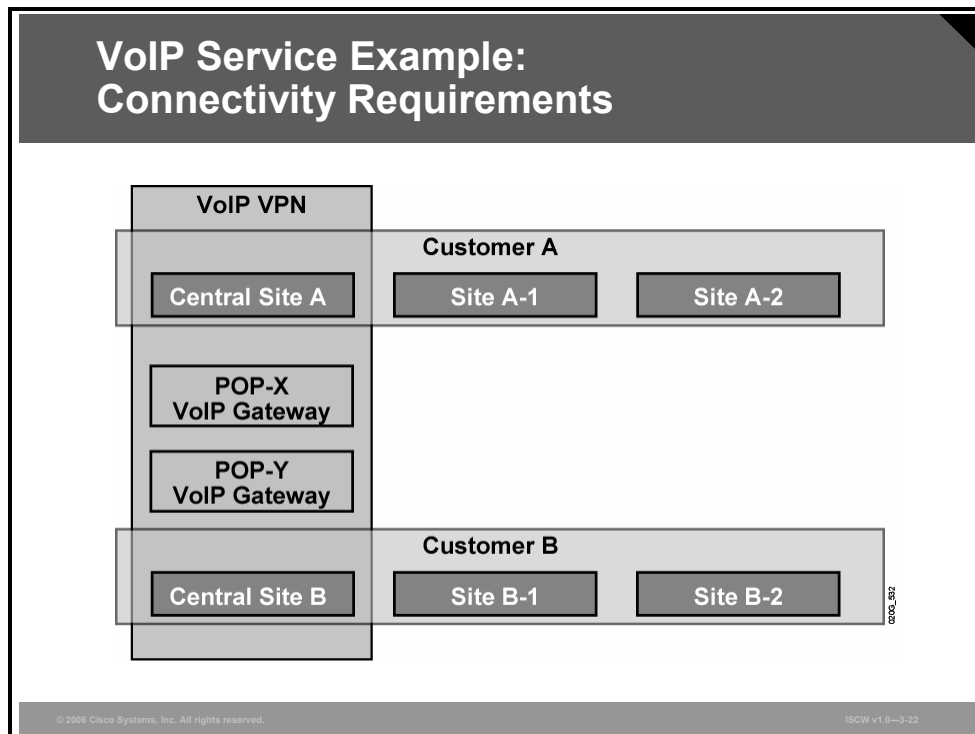 VoIP Service Example:
Connectivity Requirements
VoIP VPN
Customer A
Central Site A
Site A-1
Site A-2
POP-X
VoIP Gateway
POP-Y
VoIP Gateway
Customer B
Central Site B
Site B-1
Site B-2
020G_532
© 2006 Cisco Systems, Inc. All rights reserved.
ISCW v1.0—3-22